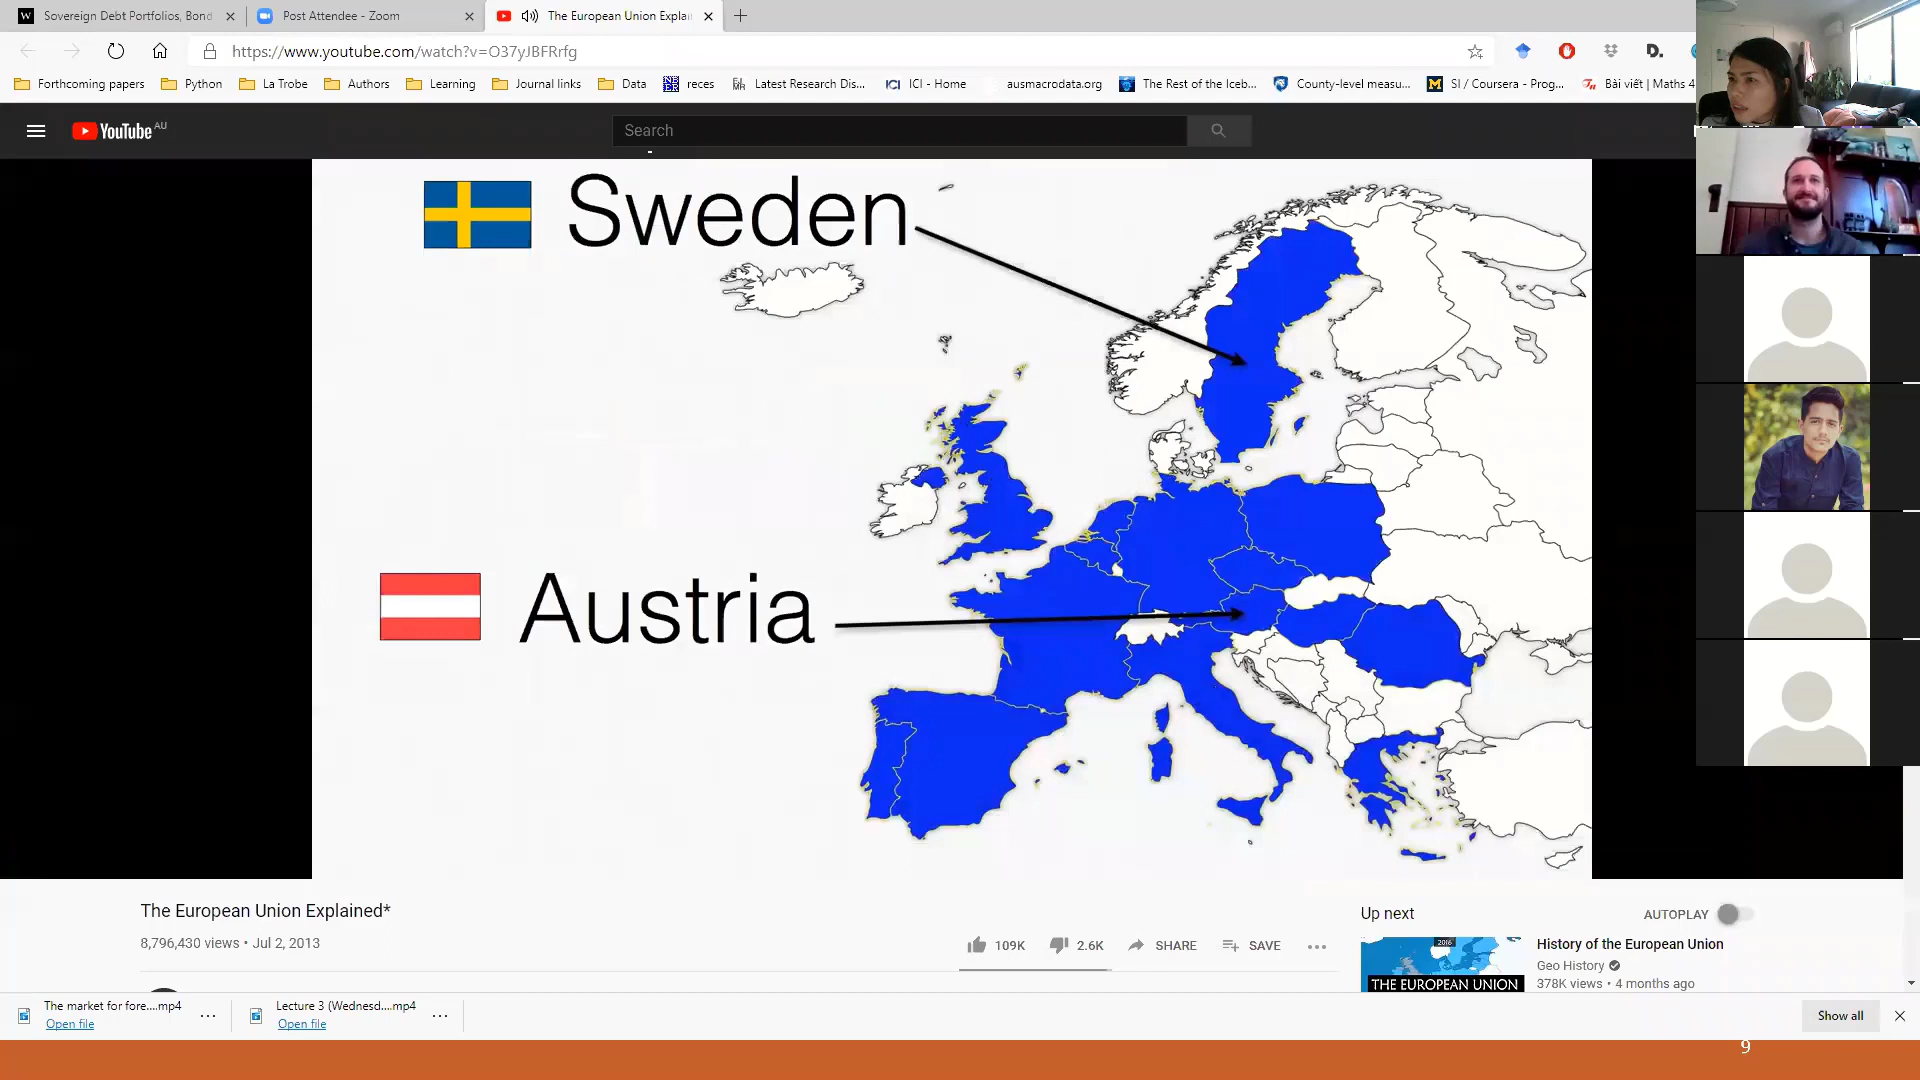 Sovereign Debt Portfolios, Bond
Post Attendee - Zoom
The European Union Explai
https://www.youtube.com/watch?v=O37yJBFRrfg
D.
Forthcoming papers
Python
La Trobe
Authors
Learning
Journal links
Data
reces
Latest Research Dis...
ICI - Home
ausmacrodata.org
The Rest of the Iceb...
County-level measu...
SI / Coursera - Prog...
Bài viết | Maths 4
YouTube AU
Search
Sweden
Austria
The European Union Explained*
8,796,430 views • Jul 2, 2013
109K
2.6K
SHARE
SAVE
Up next
AUTOPLAY
2016
THE EUROPEAN UNION
History of the European Union
Geo History
378K views • 4 months ago
The market for fore....mp4
Open file
Lecture 3 (Wednesd....mp4
Open file
Show all
9